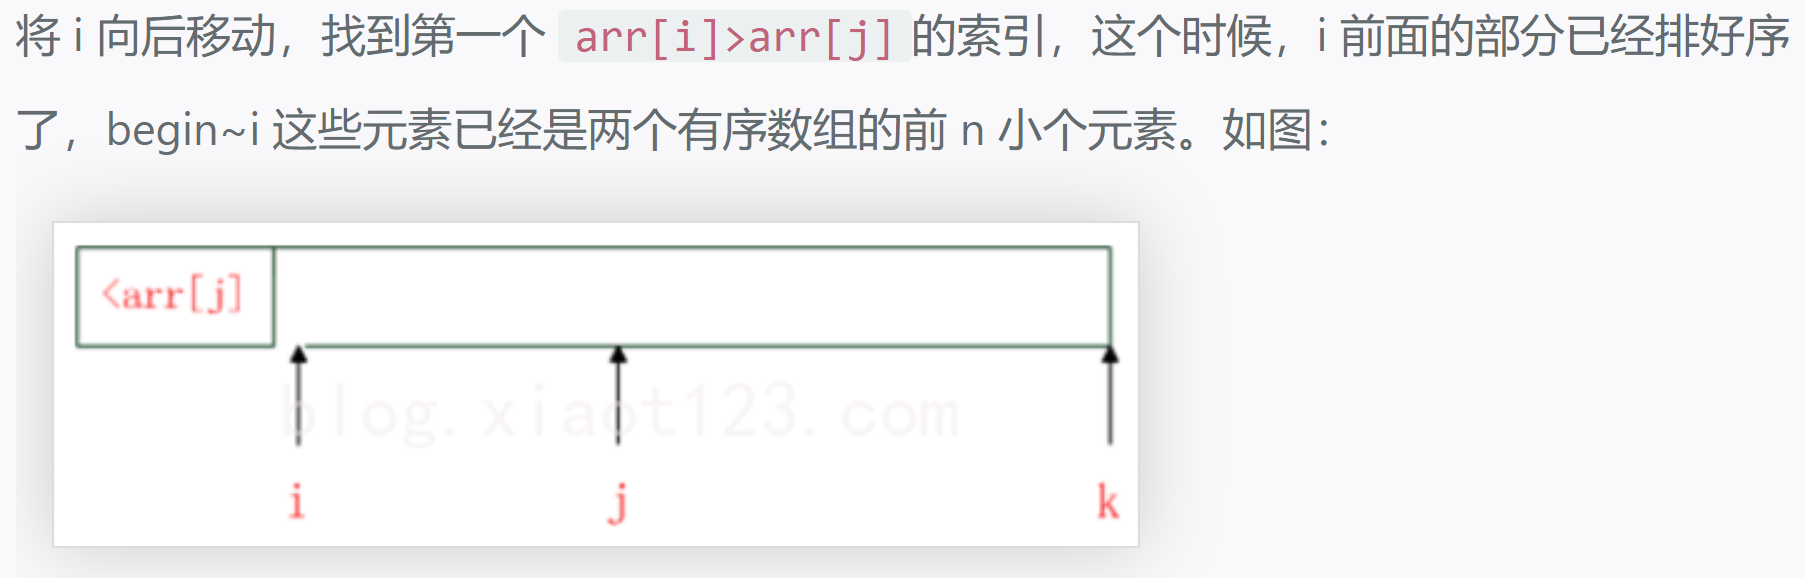 将 i 向后移动，找到第一个 arr[i]>arr[j] 的索引，这个时候，i 前面的部分已经排好序
了，begin~i 这些元素已经是两个有序数组的前 n 小个元素。如图：
<arr[j]
blog.xiaot123.com
i j k